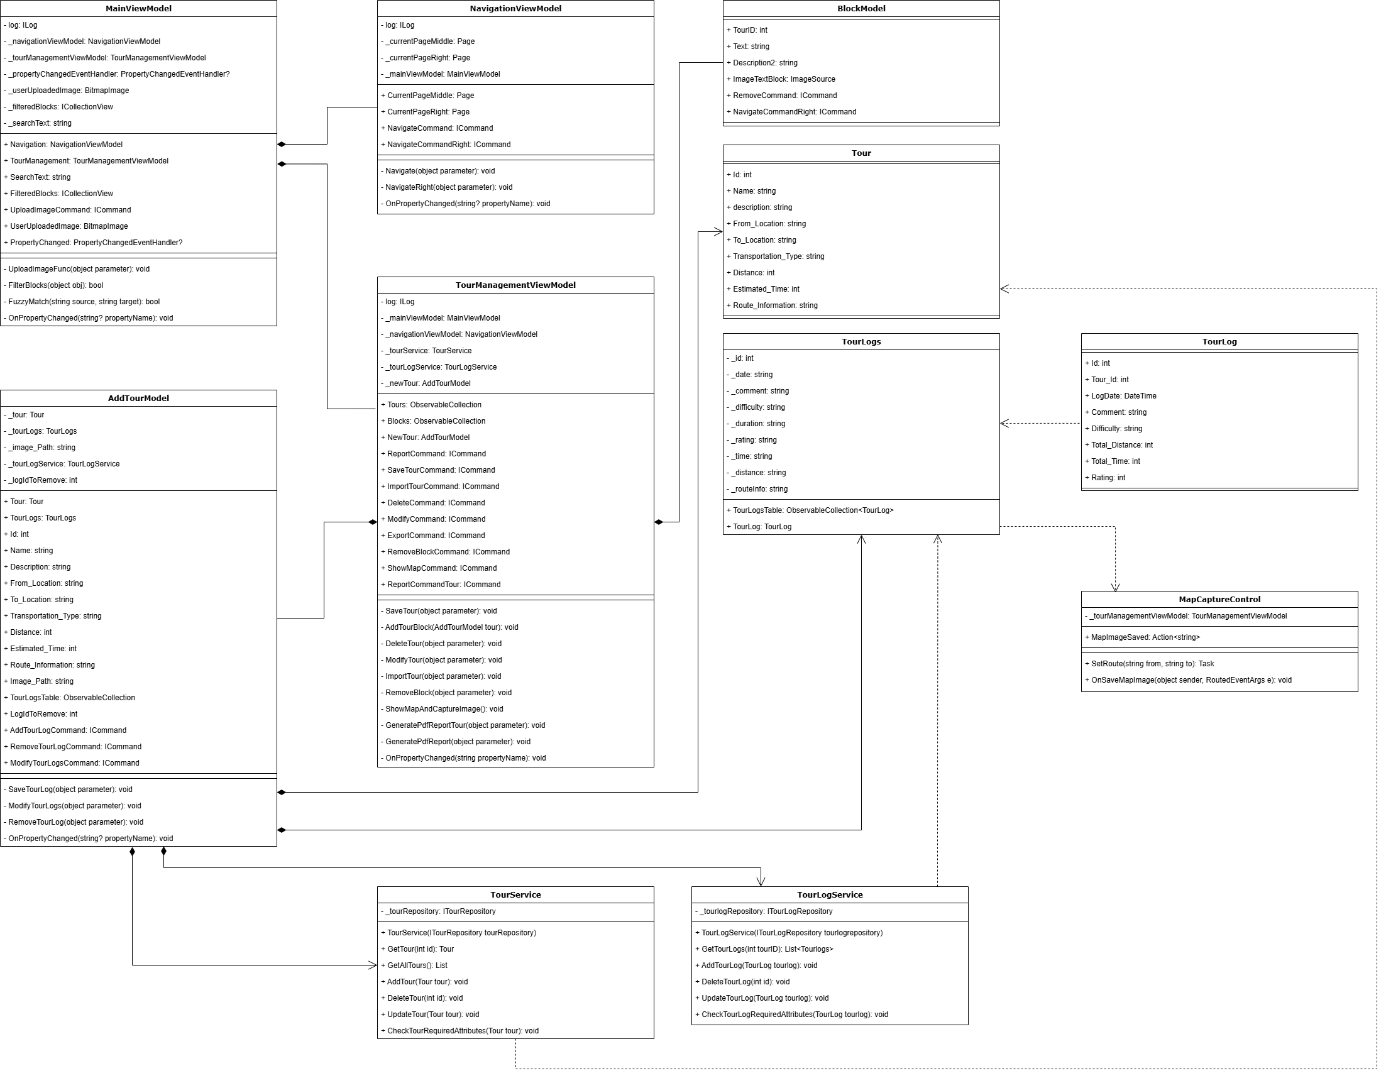 MainViewModel
- log: ILog
- _navigationViewModel: NavigationViewModel
- _tourManagementViewModel: TourManagementViewModel
- _propertyChangedEventHandler: PropertyChangedEventHandler?
- _userUploadedImage: BitmapImage
- _filteredBlocks: ICollectionView
- _searchText: string
+ Navigation: NavigationViewModel
+ TourManagement: TourManagementViewModel
+ SearchText: string
+ FilteredBlocks: ICollectionView
+ UploadImageCommand: ICommand
+ UserUploadedImage: BitmapImage
+ PropertyChanged: PropertyChangedEventHandler?
- UploadImageFunc(object parameter): void
- FilterBlocks(object obj): bool
- FuzzyMatch(string source, string target): bool
- OnPropertyChanged(string? propertyName): void
NavigationViewModel
- log: ILog
- _currentPageMiddle: Page
- _currentPageRight: Page
- _mainViewModel: MainViewModel
+ CurrentPageMiddle: Page
+ CurrentPageRight: Page
+ NavigateCommand: ICommand
+ NavigateCommandRight: ICommand
- Navigate(object parameter): void
- NavigateRight(object parameter): void
- OnPropertyChanged(string? propertyName): void
BlockModel
+ TourID: int
+ Text: string
+ Description2: string
+ ImageTextBlock: ImageSource
+ RemoveCommand: ICommand
+ NavigateCommandRight: ICommand
Tour
+ Id: int
+ Name: string
+ description: string
+ From_Location: string
+ To_Location: string
+ Transportation_Type: string
+ Distance: int
+ Estimated_Time: int
+ Route_Information: string
TourManagementViewModel
- log: ILog
- _mainViewModel: MainViewModel
- _navigationViewModel: NavigationViewModel
- _tourService: TourService
- _tourLogService: TourLogService
- _newTour: AddTourModel
+ Tours: ObservableCollection
+ Blocks: ObservableCollection
+ NewTour: AddTourModel
+ ReportCommand: ICommand
+ SaveTourCommand: ICommand
+ ImportTourCommand: ICommand
+ DeleteCommand: ICommand
+ ModifyCommand: ICommand
+ ExportCommand: ICommand
+ RemoveBlockCommand: ICommand
+ ShowMapCommand: ICommand
+ ReportCommandTour: ICommand
- SaveTour(object parameter): void
- AddTourBlock(AddTourModel tour): void
- DeleteTour(object parameter): void
- ModifyTour(object parameter): void
- ImportTour(object parameter): void
- RemoveBlock(object parameter): void
- ShowMapAndCaptureImage(): void
- GeneratePdfReportTour(object parameter): void
- GeneratePdfReport(object parameter): void
- OnPropertyChanged(string propertyName): void
TourLogs
- _id: int
- _date: string
- _comment: string
- _difficulty: string
- _duration: string
- _rating: string
- _time: string
- _distance: string
- _routeInfo: string
+ TourLogsTable: ObservableCollection<TourLog>
+ TourLog: TourLog
TourLog
+ Id: int
+ Tour_Id: int
+ LogDate: DateTime
+ Comment: string
+ Difficulty: string
+ Total_Distance: int
+ Total_Time: int
+ Rating: int
AddTourModel
- _tour: Tour
- _tourLogs: TourLogs
- _image_Path: string
- _tourLogService: TourLogService
- _logIdToRemove: int
+ Tour: Tour
+ TourLogs: TourLogs
+ Id: int
+ Name: string
+ Description: string
+ From_Location: string
+ To_Location: string
+ Transportation_Type: string
+ Distance: int
+ Estimated_Time: int
+ Route_Information: string
+ Image_Path: string
+ TourLogsTable: ObservableCollection
+ LogIdToRemove: int
+ AddTourLogCommand: ICommand
+ RemoveTourLogCommand: ICommand
+ ModifyTourLogsCommand: ICommand
- SaveTourLog(object parameter): void
- ModifyTourLogs(object parameter): void
- RemoveTourLog(object parameter): void
- OnPropertyChanged(string? propertyName): void
MapCaptureControl
- _tourManagementViewModel: TourManagementViewModel
+ MapImageSaved: Action<string>
+ SetRoute(string from, string to): Task
+ OnSaveMapImage(object sender, RoutedEventArgs e): void
TourService
- _tourRepository: ITourRepository
+ TourService(ITourRepository tourRepository)
+ GetTour(int id): Tour
+ GetAllTours(): List
+ AddTour(Tour tour): void
+ DeleteTour(int id): void
+ UpdateTour(Tour tour): void
+ CheckTourRequiredAttributes(Tour tour): void
TourLogService
- _tourlogRepository: ITourLogRepository
+ TourLogService(ITourLogRepository tourlogrepository)
+ GetTourLogs(int tourID): List<Tourlogs>
+ AddTourLog(TourLog tourlog): void
+ DeleteTourLog(int id): void
+ UpdateTourLog(TourLog tourlog): void
+ CheckTourLogRequiredAttributes(TourLog tourlog): void